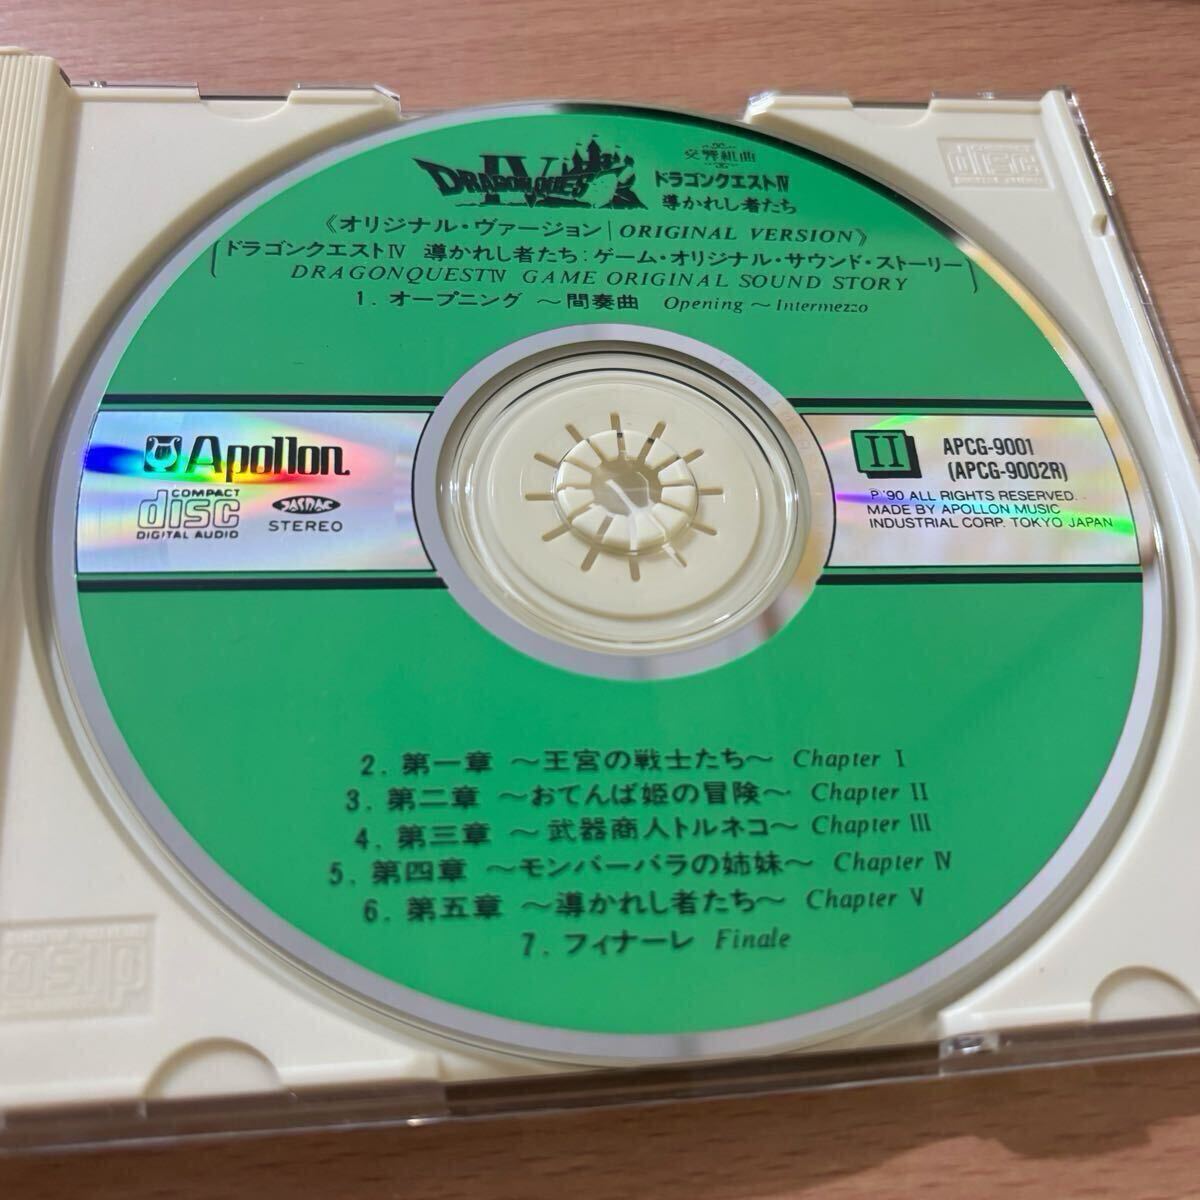 DRAGON QUEST IV
交響組曲
ドラゴンクエストⅣ
導かれし者たち
《オリジナル・ヴァージョン | ORIGINAL VERSION》
ドラゴンクエストⅣ 導かれし者たち:ゲーム・オリジナル・サウンド・ストーリー
DRAGONQUESTⅣ GAME ORIGINAL SOUND STORY
1. オープニング ～間奏曲 Opening～Intermezzo
Apollon
COMPACT
disc
DIGITAL AUDIO
JASRAC
STEREO
II
APCG-9001
(APCG-9002R)
P.'90 ALL RIGHTS RESERVED.
MADE BY APOLLON MUSIC
INDUSTRIAL CORP. TOKYO JAPAN
2. 第一章 ～王宮の戦士たち～ Chapter I
3. 第二章 ～おてんば姫の冒険～ Chapter II
4. 第三章 ～武器商人トルネコ～ Chapter III
5. 第四章 ～モンバーバラの姉妹～ Chapter Ⅳ
6. 第五章 ～導かれし者たち～ Chapter V
7. フィナーレ Finale
disc
disc